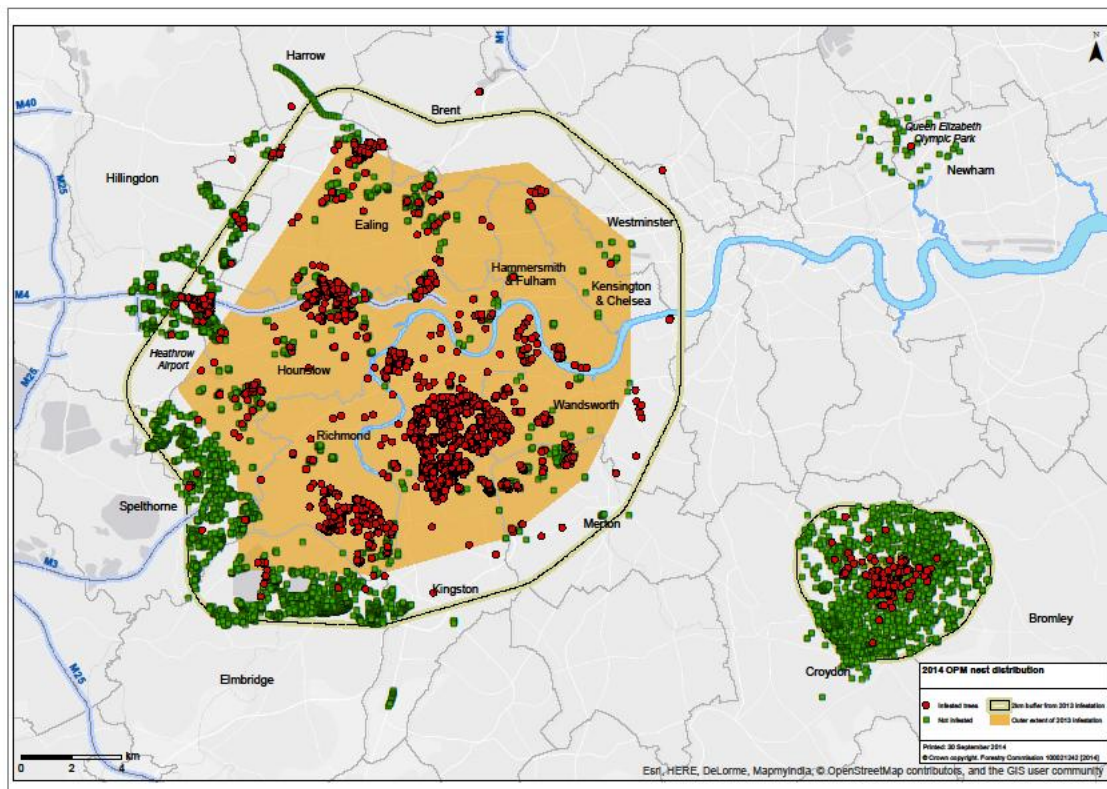 Harrow
M1
N
M40
Brent
Queen Elizabeth
Olympic Park
Hillingdon
Newham
M25
Westminster
Ealing
Hammersmith
& Fulham
Kensington
& Chelsea
M4
Heathrow
Airport
Hounslow
M25
Wandsworth
Richmond
Spelthorne
Merton
M3
Kingston
Bromley
Elmbridge
Croydon
M25
2014 OPM nest distribution
Infested trees
2km buffer from 2013 infestation
Not infested
Outer extent of 2013 infestation
Printed: 30 September 2014
© Crown copyright. Forestry Commission 100021242 [2014]
km
0 2 4
Esri, HERE, DeLorme, MapmyIndia, © OpenStreetMap contributors, and the GIS user community